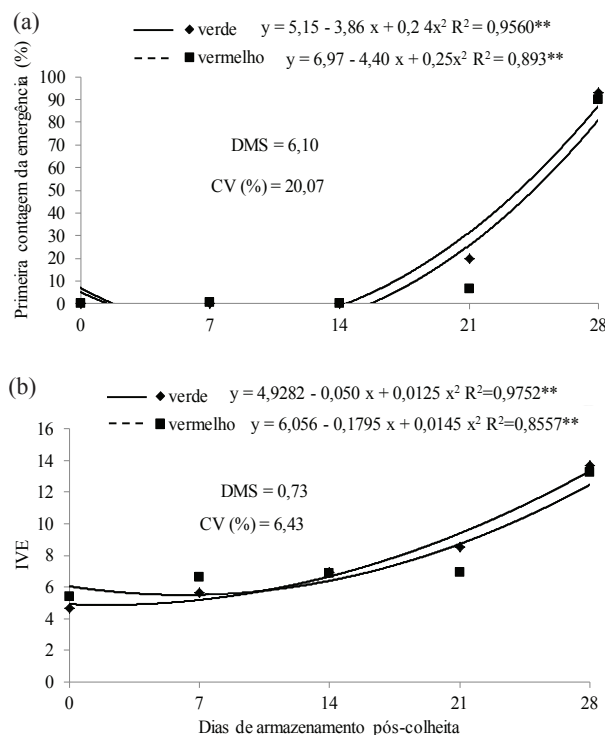 (a)
verde y = 5,15 - 3,86 x + 0,2 4x² R² = 0,9560**
vermelho y = 6,97 - 4,40 x + 0,25x² R² = 0,893**
Primeira contagem da emergência (%)
100
90
80
70
60
50
40
30
20
10
0
DMS = 6,10
CV (%) = 20,07
0 7 14 21 28
(b)
verde y = 4,9282 - 0,050 x + 0,0125 x² R²=0,9752**
vermelho y = 6,056 - 0,1795 x + 0,0145 x² R²=0,8557**
IVE
16
14
12
10
8
6
4
2
0
DMS = 0,73
CV (%) = 6,43
0 7 14 21 28
Dias de armazenamento pós-colheita